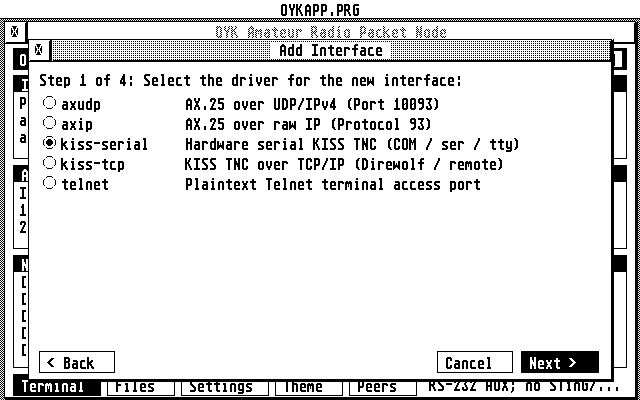 OYKAPP.PRG
OYK Amateur Radio Packet Node
Add Interface
Step 1 of 4: Select the driver for the new interface:
axudp AX.25 over UDP/IPv4 (Port 10093)
axip AX.25 over raw IP (Protocol 93)
kiss-serial Hardware serial KISS TNC (COM / ser / tty)
kiss-tcp KISS TNC over TCP/IP (Direwolf / remote)
telnet Plaintext Telnet terminal access port
< Back Cancel Next >
Terminal Files Settings Theme Peers RS-232 AUX; no STinG/...